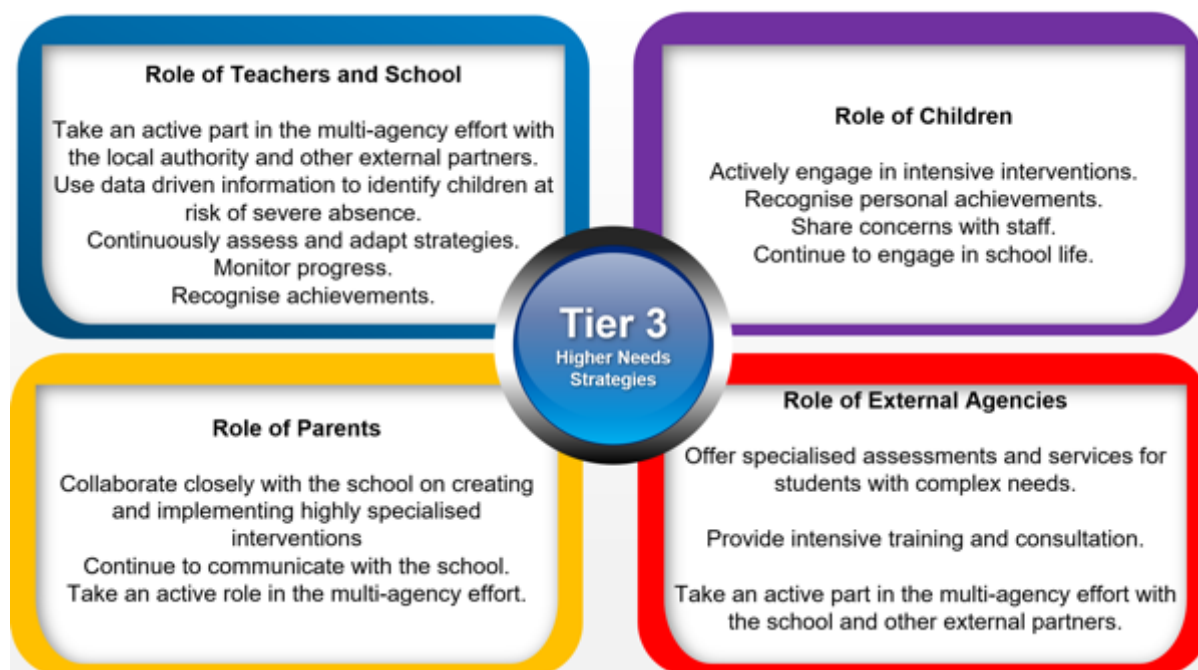 Role of Teachers and School
Take an active part in the multi-agency effort with
the local authority and other external partners.
Use data driven information to identify children at
risk of severe absence.
Continuously assess and adapt strategies.
Monitor progress.
Recognise achievements.
Role of Children
Actively engage in intensive interventions.
Recognise personal achievements.
Share concerns with staff.
Continue to engage in school life.
Tier 3
Higher Needs
Strategies
Role of Parents
Collaborate closely with the school on creating
and implementing highly specialised
interventions
Continue to communicate with the school.
Take an active role in the multi-agency effort.
Role of External Agencies
Offer specialised assessments and services for
students with complex needs.
Provide intensive training and consultation.
Take an active part in the multi-agency effort with
the school and other external partners.